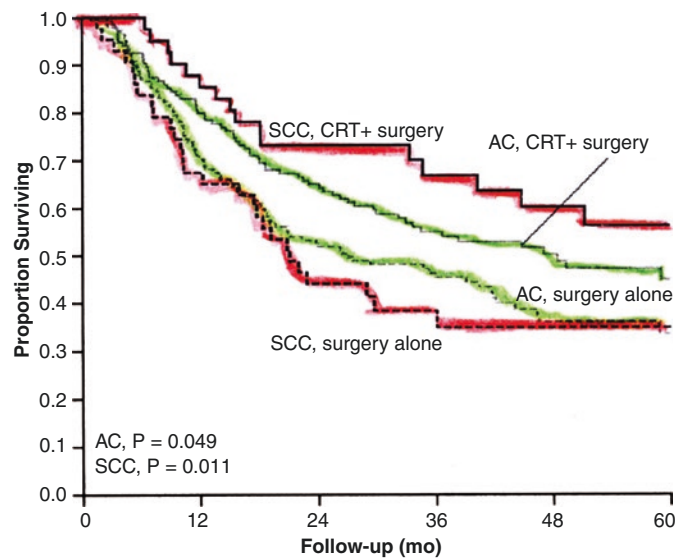 1.0
0.9
0.8
0.7
0.6
0.5
0.4
0.3
0.2
0.1
0.0
Proportion Surviving
SCC, CRT+ surgery
AC, CRT+ surgery
AC, surgery alone
SCC, surgery alone
AC, P = 0.049
SCC, P = 0.011
0 12 24 36 48 60
Follow-up (mo)